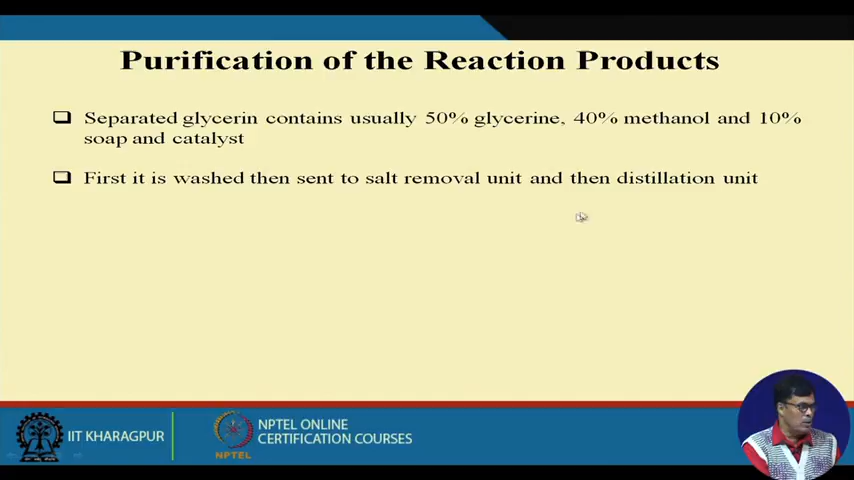 Purification of the Reaction Products
Separated glycerin contains usually 50% glycerine, 40% methanol and 10%
soap and catalyst
First it is washed then sent to salt removal unit and then distillation unit
IIT KHARAGPUR
NPTEL
NPTEL ONLINE
CERTIFICATION COURSES